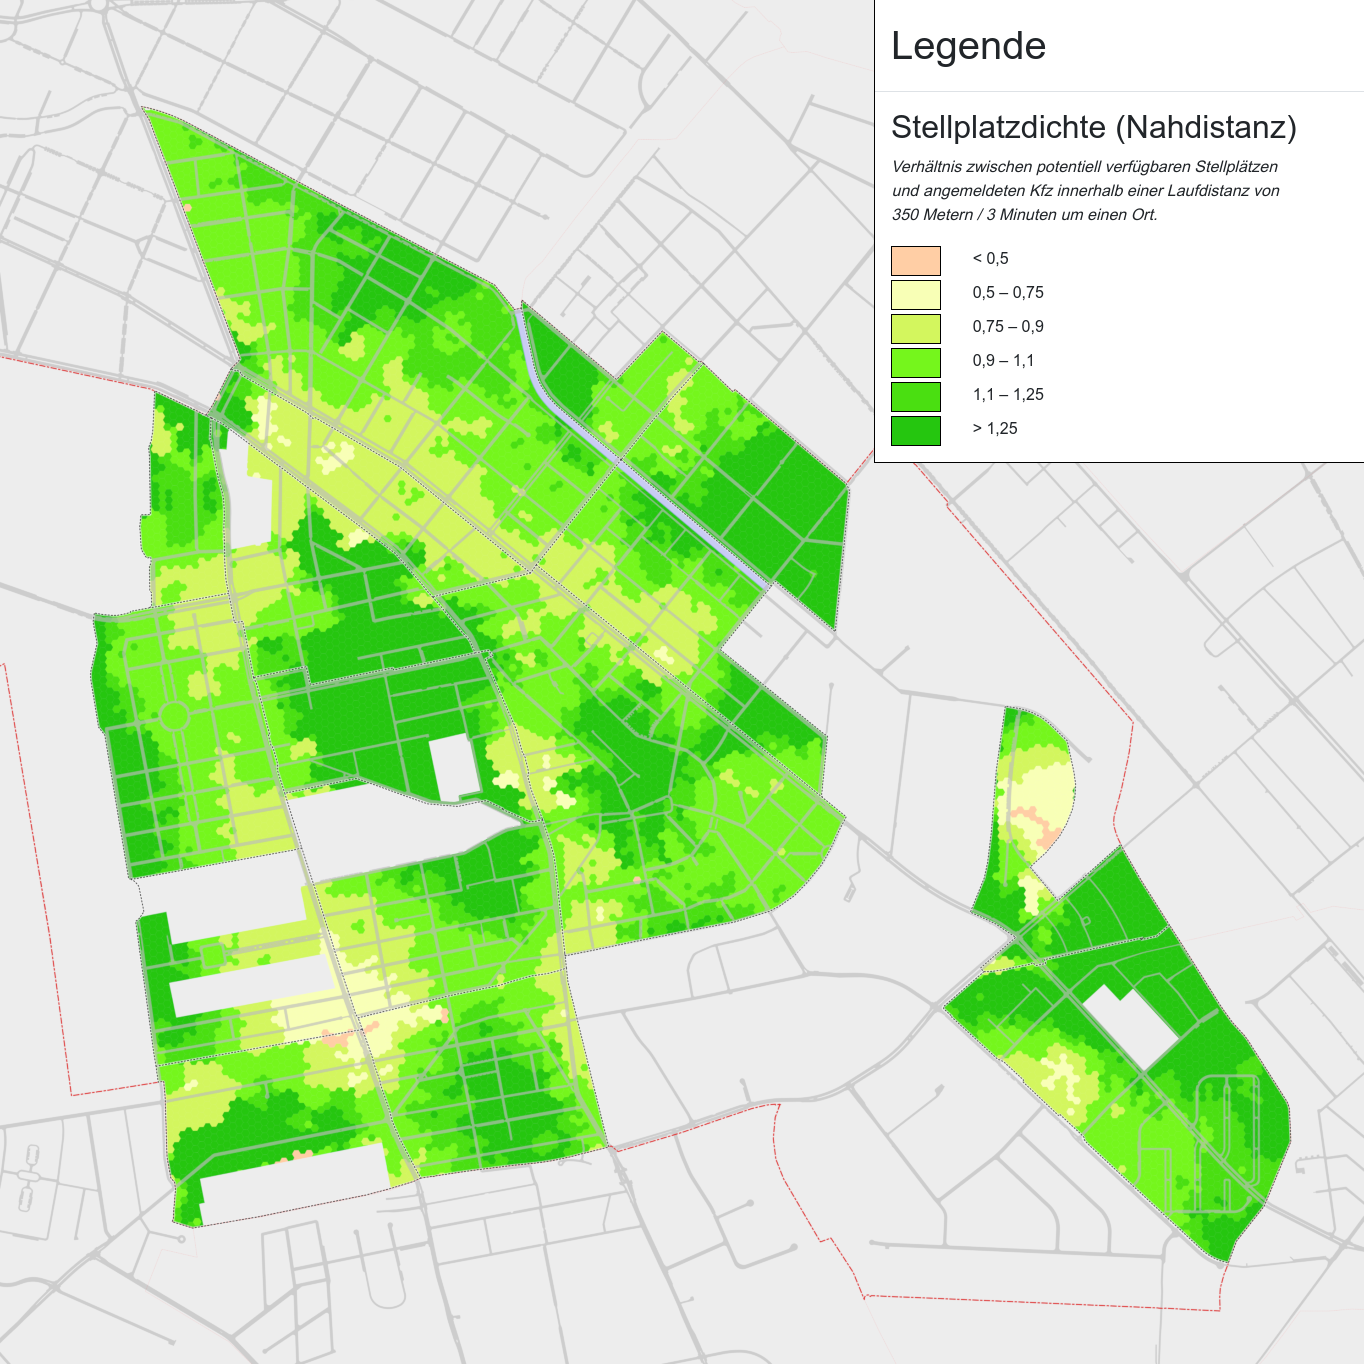 Legende
Stellplatzdichte (Nahdistanz)
Verhältnis zwischen potentiell verfügbaren Stellplätzen
und angemeldeten Kfz innerhalb einer Laufdistanz von
350 Metern / 3 Minuten um einen Ort.
< 0,5
0,5 – 0,75
0,75 – 0,9
0,9 – 1,1
1,1 – 1,25
> 1,25